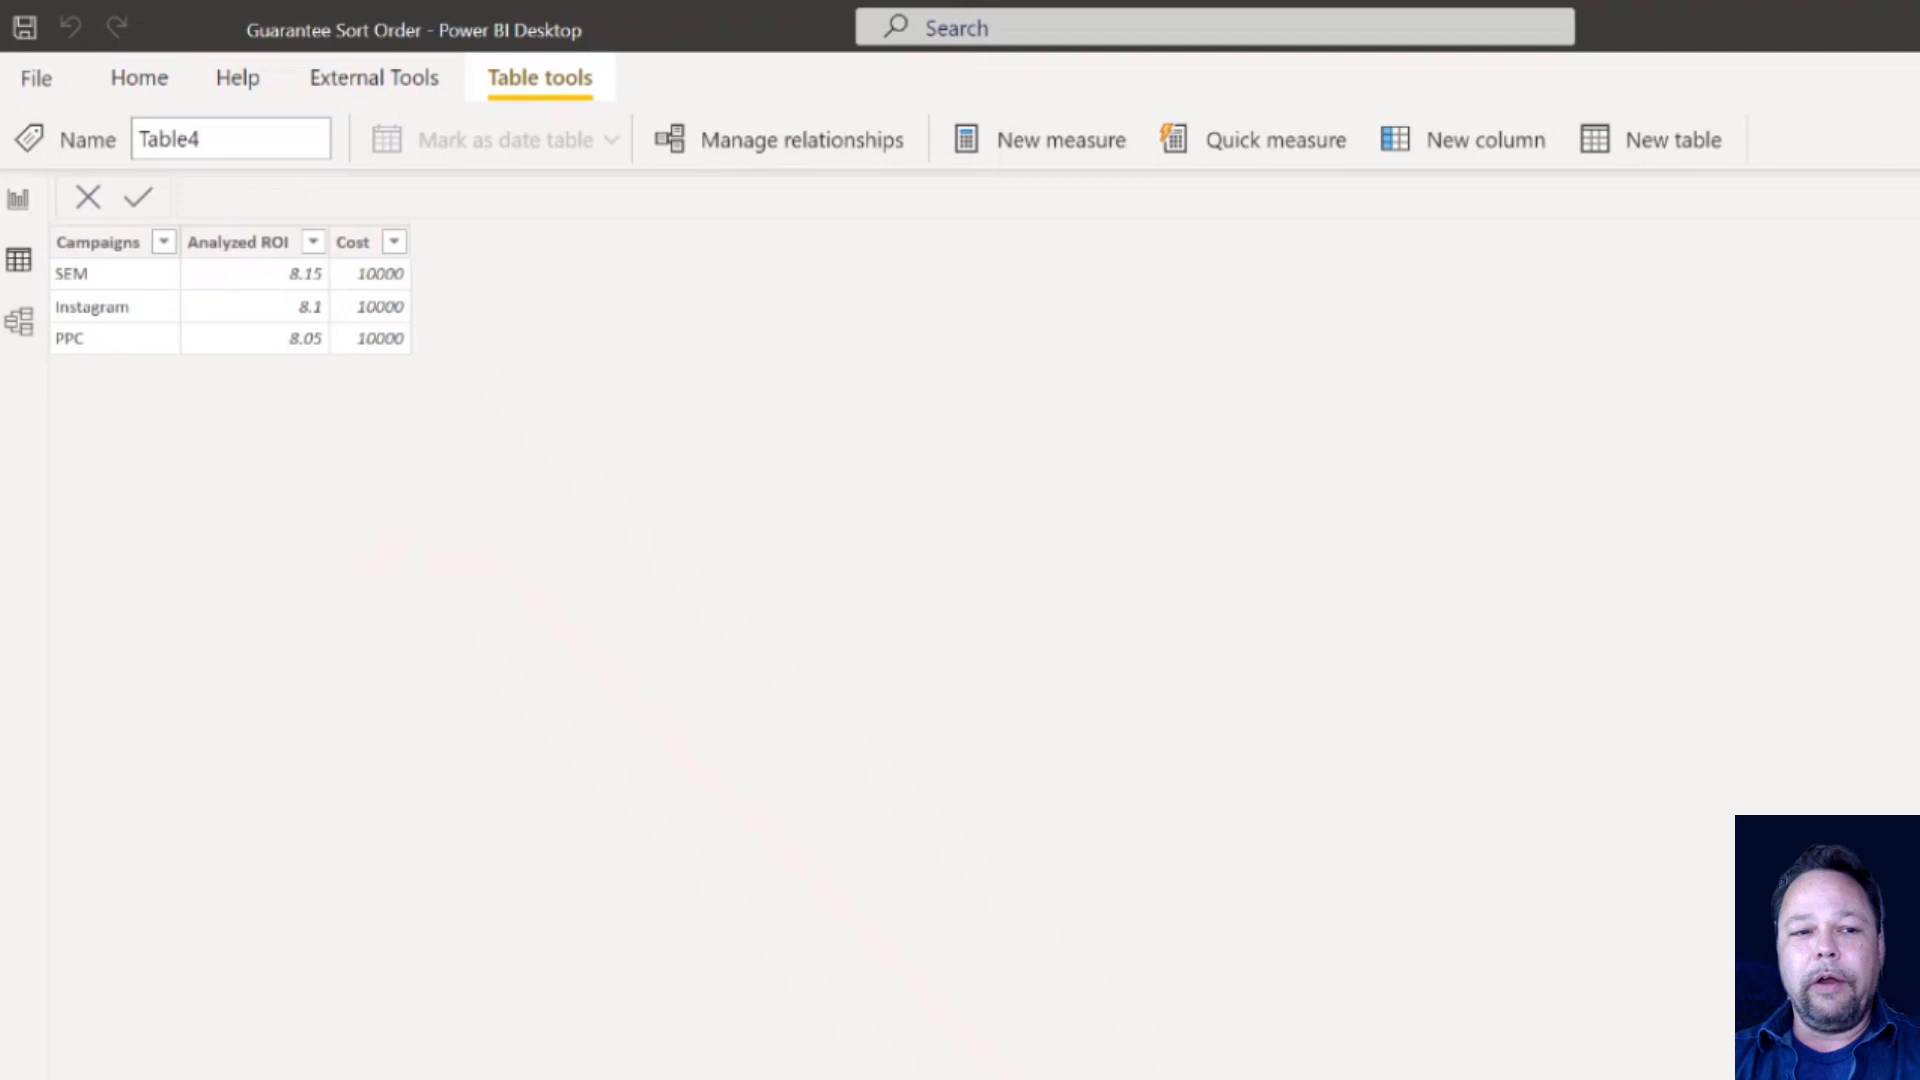 Guarantee Sort Order - Power BI Desktop
Search
File Home Help External Tools Table tools
Name Table4 Mark as date table Manage relationships New measure Quick measure New column New table
Campaigns Analyzed ROI Cost
SEM 8.15 10000
Instagram 8.1 10000
PPC 8.05 10000